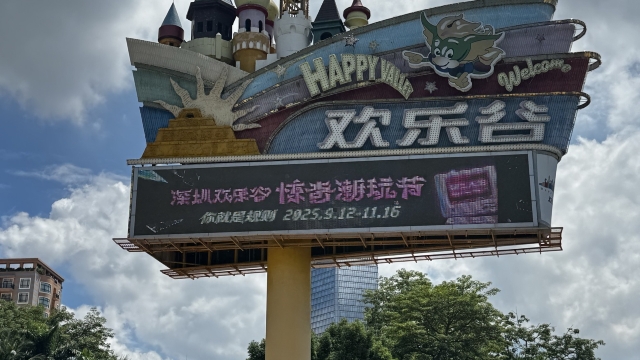 HAPPY VALLEY
Welcome
欢乐谷
深圳欢乐谷 惊奇潮玩节
你就是规则 2025.9.12-11.16